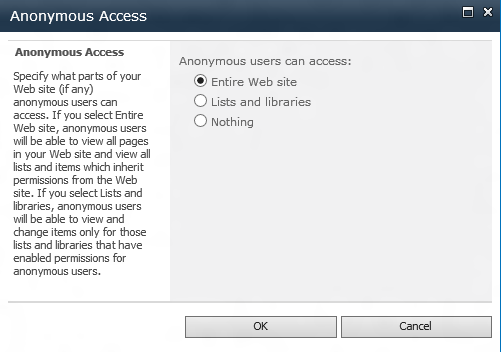 Anonymous Access
Anonymous Access
Specify what parts of your
Web site (if any)
anonymous users can
access. If you select Entire
Web site, anonymous users
will be able to view all pages
in your Web site and view all
lists and items which inherit
permissions from the Web
site. If you select Lists and
libraries, anonymous users
will be able to view and
change items only for those
lists and libraries that have
enabled permissions for
anonymous users.
Anonymous users can access:
Entire Web site
Lists and libraries
Nothing
OK
Cancel